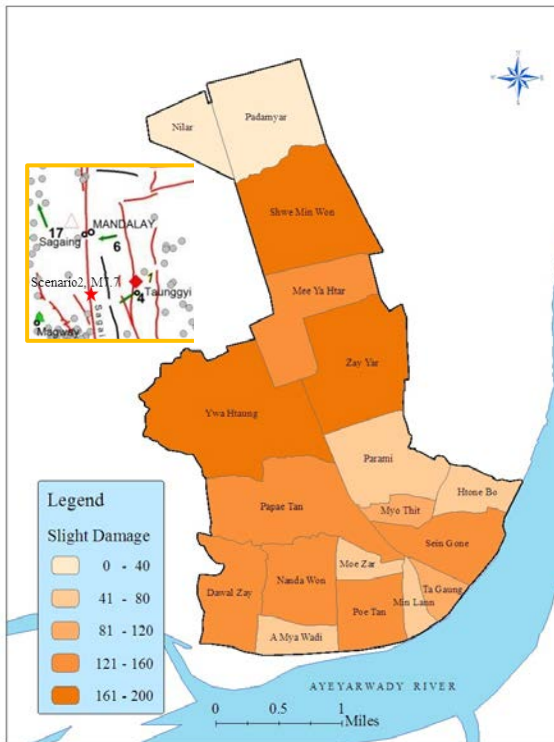 Nilar
Padamyar
Shwe Min Won
Mee Ya Htar
Zay Yar
Ywa Htaung
Parami
Htone Bo
Myo Thit
Papae Tan
Sein Gone
Moe Zar
Dawal Zay
Nanda Won
Ta Gaung
Min Lann
Poe Tan
A Mya Wadi
MANDALAY
17
Sagaing
6
Scenario2, M7.7
1
4
Taunggyi
Sagai
Magway
Legend
Slight Damage
0 - 40
41 - 80
81 - 120
121 - 160
161 - 200
AYEYARWADY RIVER
0 0.5 1
Miles